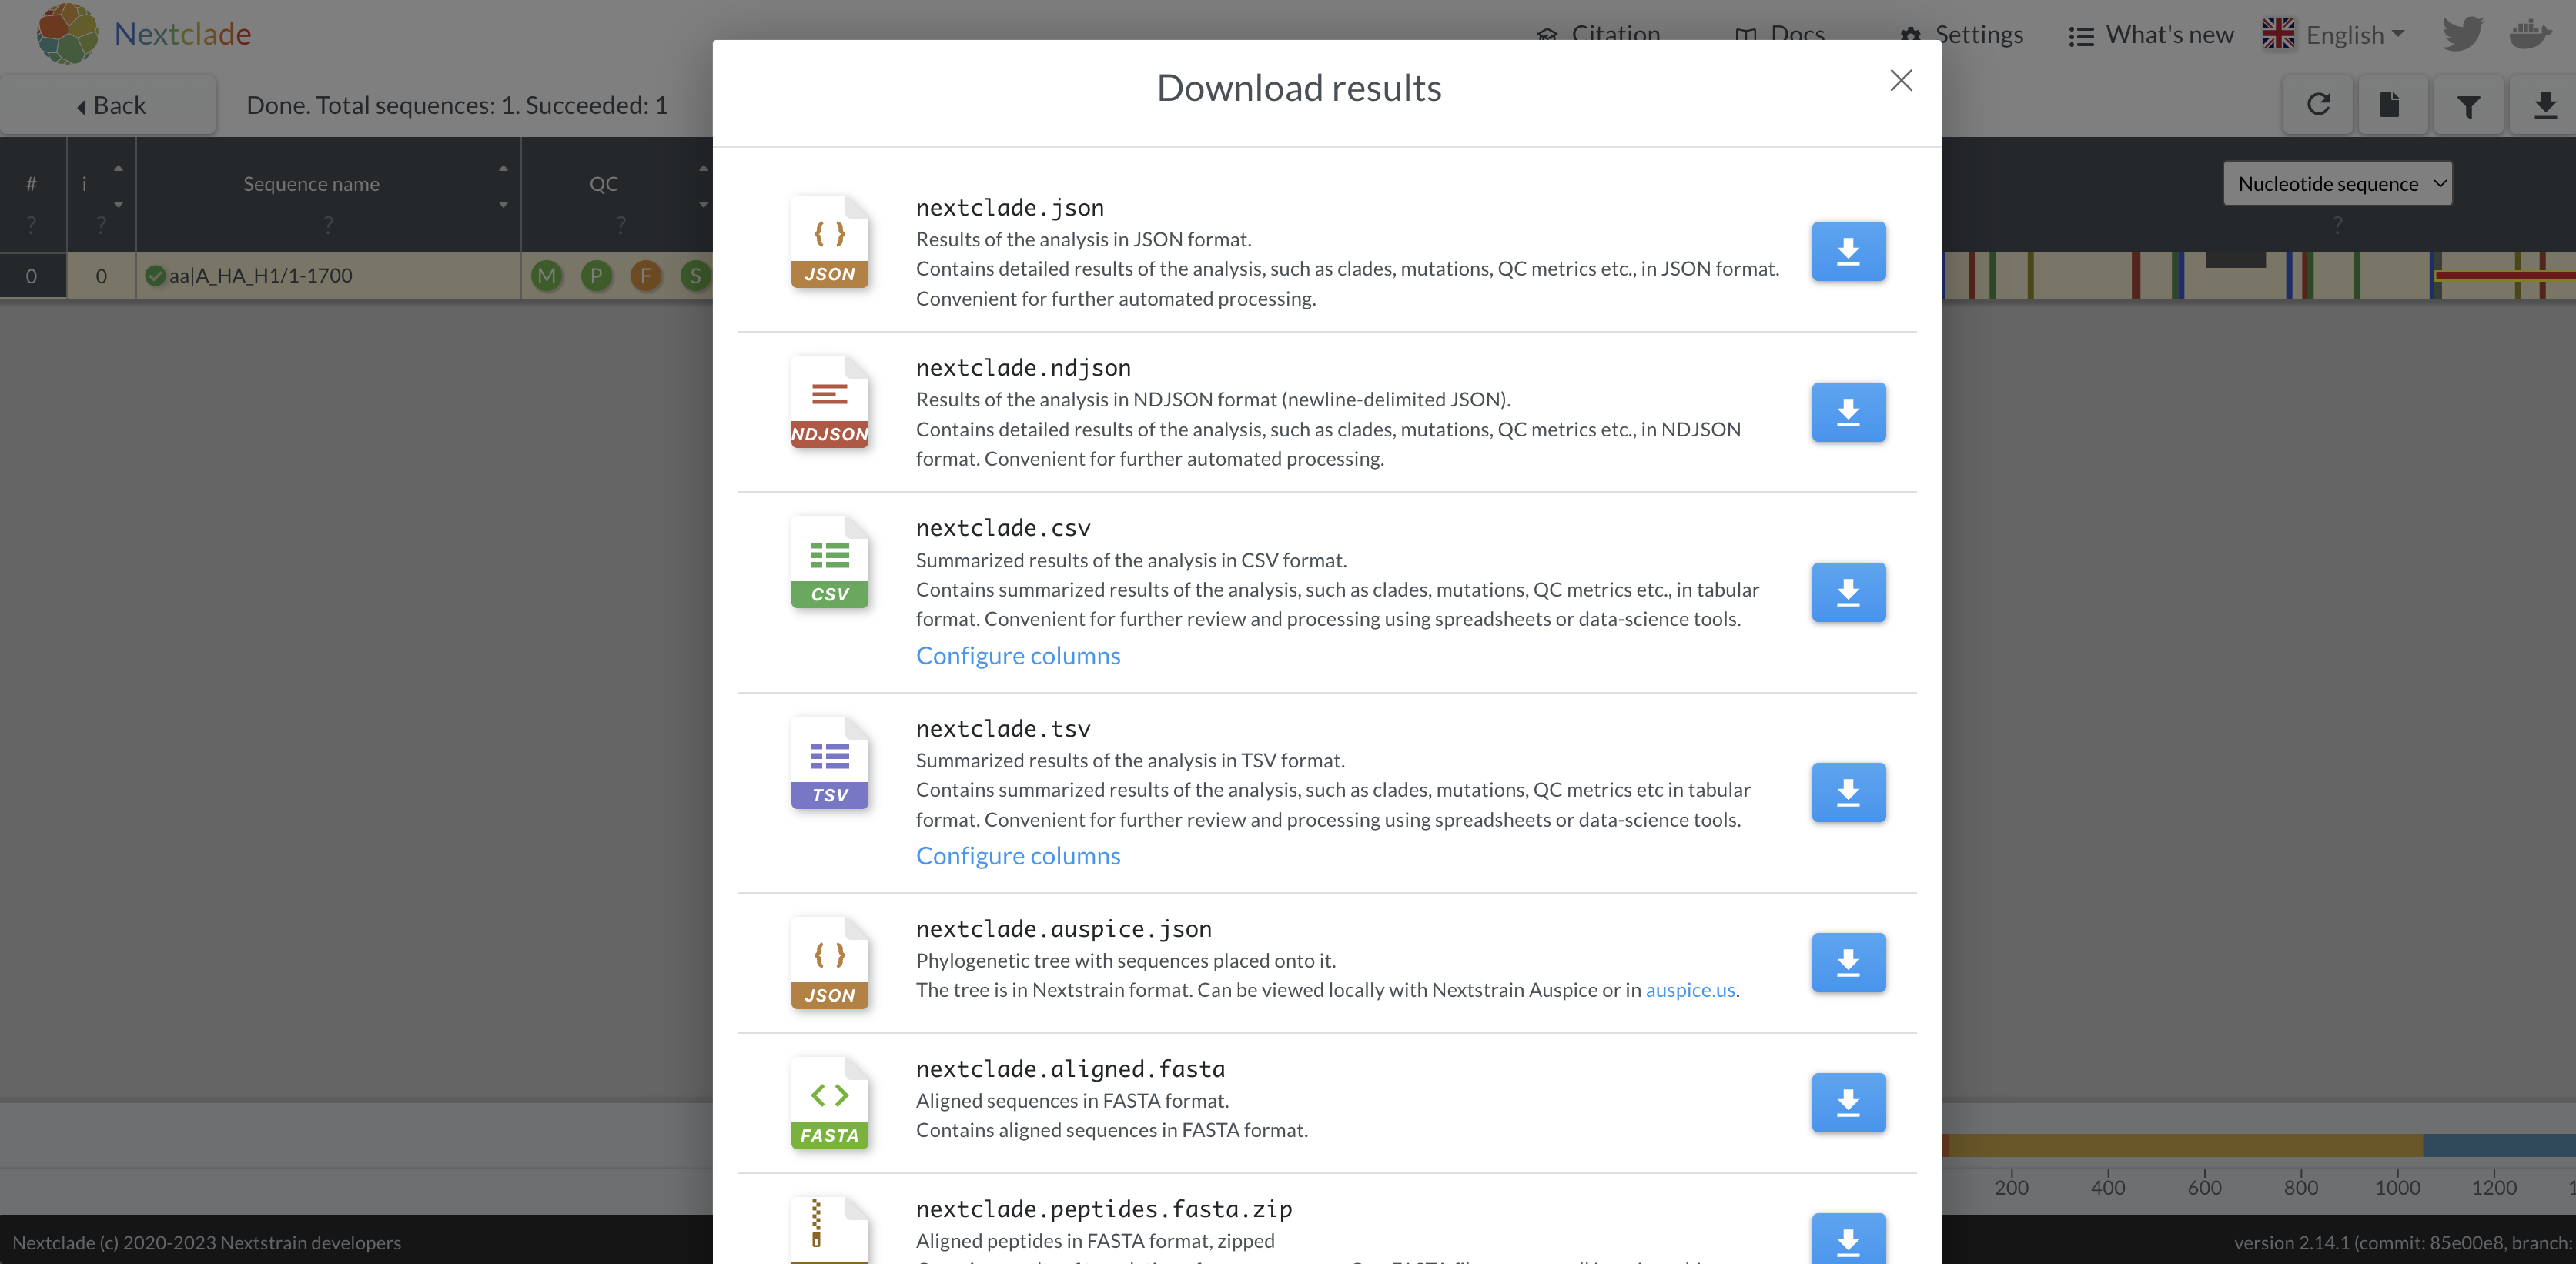 Nextclade
Citation
Docs
Settings
What's new
English
Back
Done. Total sequences: 1. Succeeded: 1
Download results
#
i
Sequence name
QC
Nucleotide sequence
?
?
?
?
?
0
0
aa|A_HA_H1/1-1700
M
P
F
S
nextclade.json
Results of the analysis in JSON format.
Contains detailed results of the analysis, such as clades, mutations, QC metrics etc., in JSON format.
Convenient for further automated processing.
{ }
JSON
nextclade.ndjson
Results of the analysis in NDJSON format (newline-delimited JSON).
Contains detailed results of the analysis, such as clades, mutations, QC metrics etc., in NDJSON
format. Convenient for further automated processing.
NDJSON
nextclade.csv
Summarized results of the analysis in CSV format.
Contains summarized results of the analysis, such as clades, mutations, QC metrics etc., in tabular
format. Convenient for further review and processing using spreadsheets or data-science tools.
CSV
Configure columns
nextclade.tsv
Summarized results of the analysis in TSV format.
Contains summarized results of the analysis, such as clades, mutations, QC metrics etc in tabular
format. Convenient for further review and processing using spreadsheets or data-science tools.
TSV
Configure columns
nextclade.auspice.json
Phylogenetic tree with sequences placed onto it.
The tree is in Nextstrain format. Can be viewed locally with Nextstrain Auspice or in auspice.us.
{ }
JSON
nextclade.aligned.fasta
Aligned sequences in FASTA format.
Contains aligned sequences in FASTA format.
< >
FASTA
nextclade.peptides.fasta.zip
Aligned peptides in FASTA format, zipped
200
400
600
800
1000
1200
Nextclade (c) 2020-2023 Nextstrain developers
version 2.14.1 (commit: 85e00e8, branch: